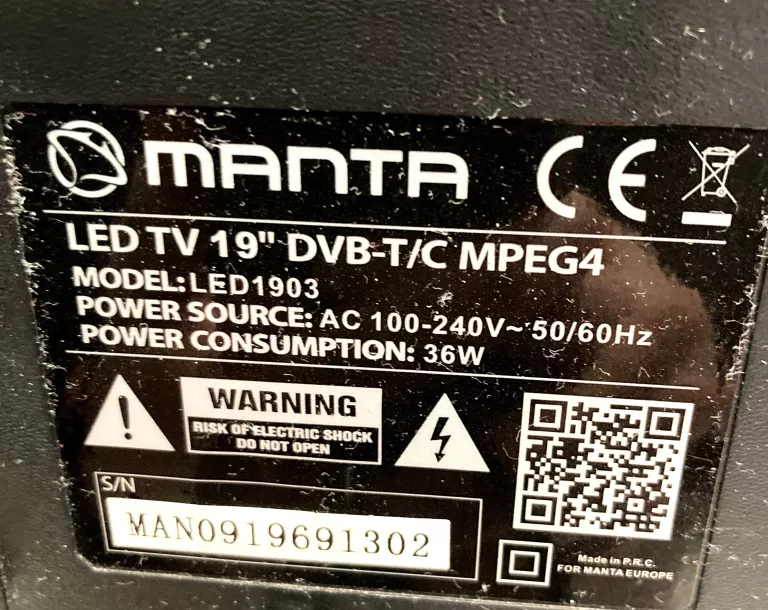 MANTA CE
LED TV 19" DVB-T/C MPEG4
MODEL:LED1903
POWER SOURCE: AC 100-240V~ 50/60Hz
POWER CONSUMPTION: 36W
WARNING
RISK OF ELECTRIC SHOCK
DO NOT OPEN
S/N
MAN0919691302
Made in P.R.C.
FOR MANTA EUROPE